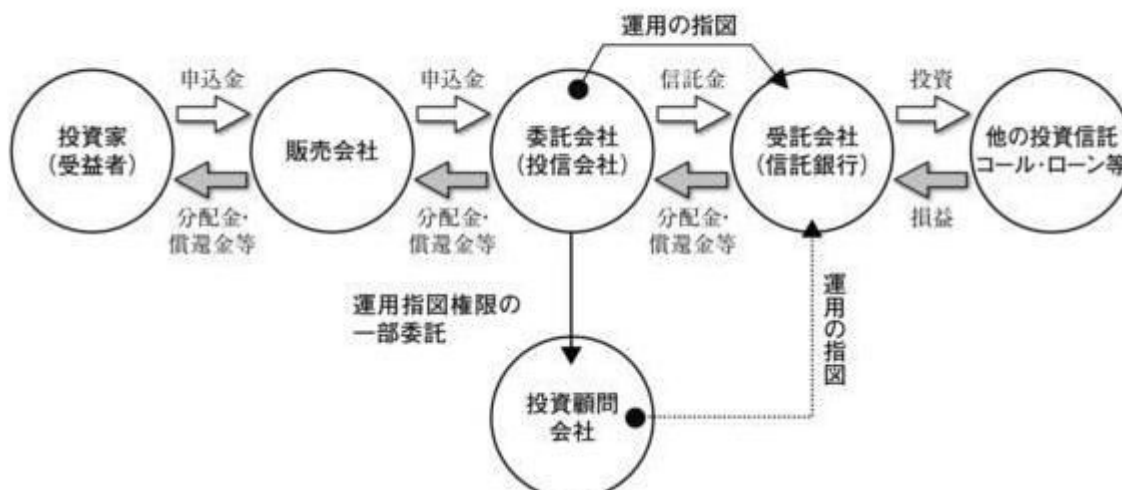 運用の指図
申込金
申込金
信託金
投資
投資家
(受益者)
販売会社
委託会社
(投信会社)
受託会社
(信託銀行)
他の投資信託
コール・ローン等
分配金・
償還金等
分配金・
償還金等
分配金・
償還金等
損益
運用指図権限の
一部委託
運用の指図
投資顧問
会社